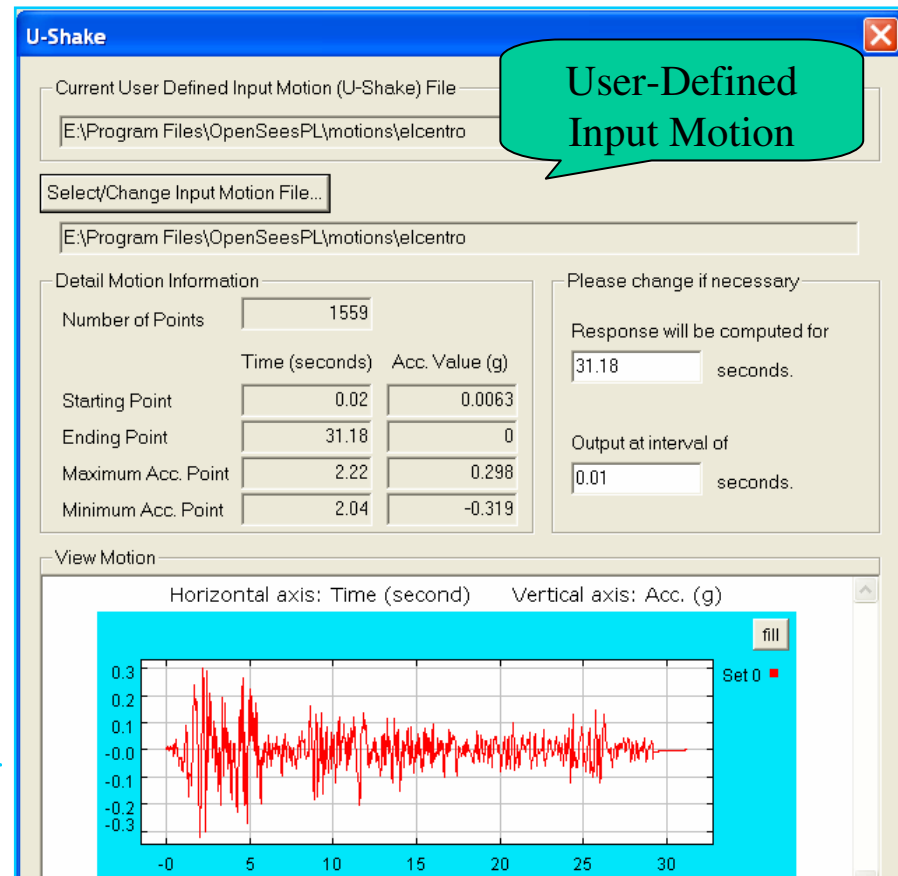 U-Shake
User-Defined
Input Motion
Current User Defined Input Motion (U-Shake) File
E:\Program Files\OpenSeesPL\motions\elcentro
Select/Change Input Motion File...
E:\Program Files\OpenSeesPL\motions\elcentro
Detail Motion Information
Number of Points 1559
Time (seconds) Acc. Value (g)
Starting Point 0.02 0.0063
Ending Point 31.18 0
Maximum Acc. Point 2.22 0.298
Minimum Acc. Point 2.04 -0.319
Please change if necessary
Response will be computed for
31.18 seconds.
Output at interval of
0.01 seconds.
View Motion
Horizontal axis: Time (second) Vertical axis: Acc. (g)
fill
Set 0
0.3
0.2
0.1
-0.0
-0.1
-0.2
-0.3
-0 5 10 15 20 25 30